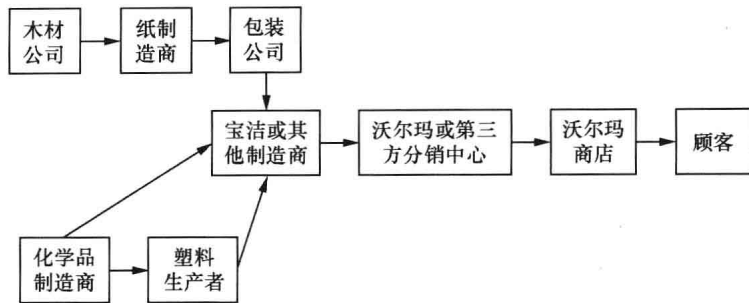 木材
公司
纸制
造商
包装
公司
宝洁或其
他制造商
沃尔玛或第三
方分销中心
沃尔玛
商店
顾客
化学品
制造商
塑料
生产者